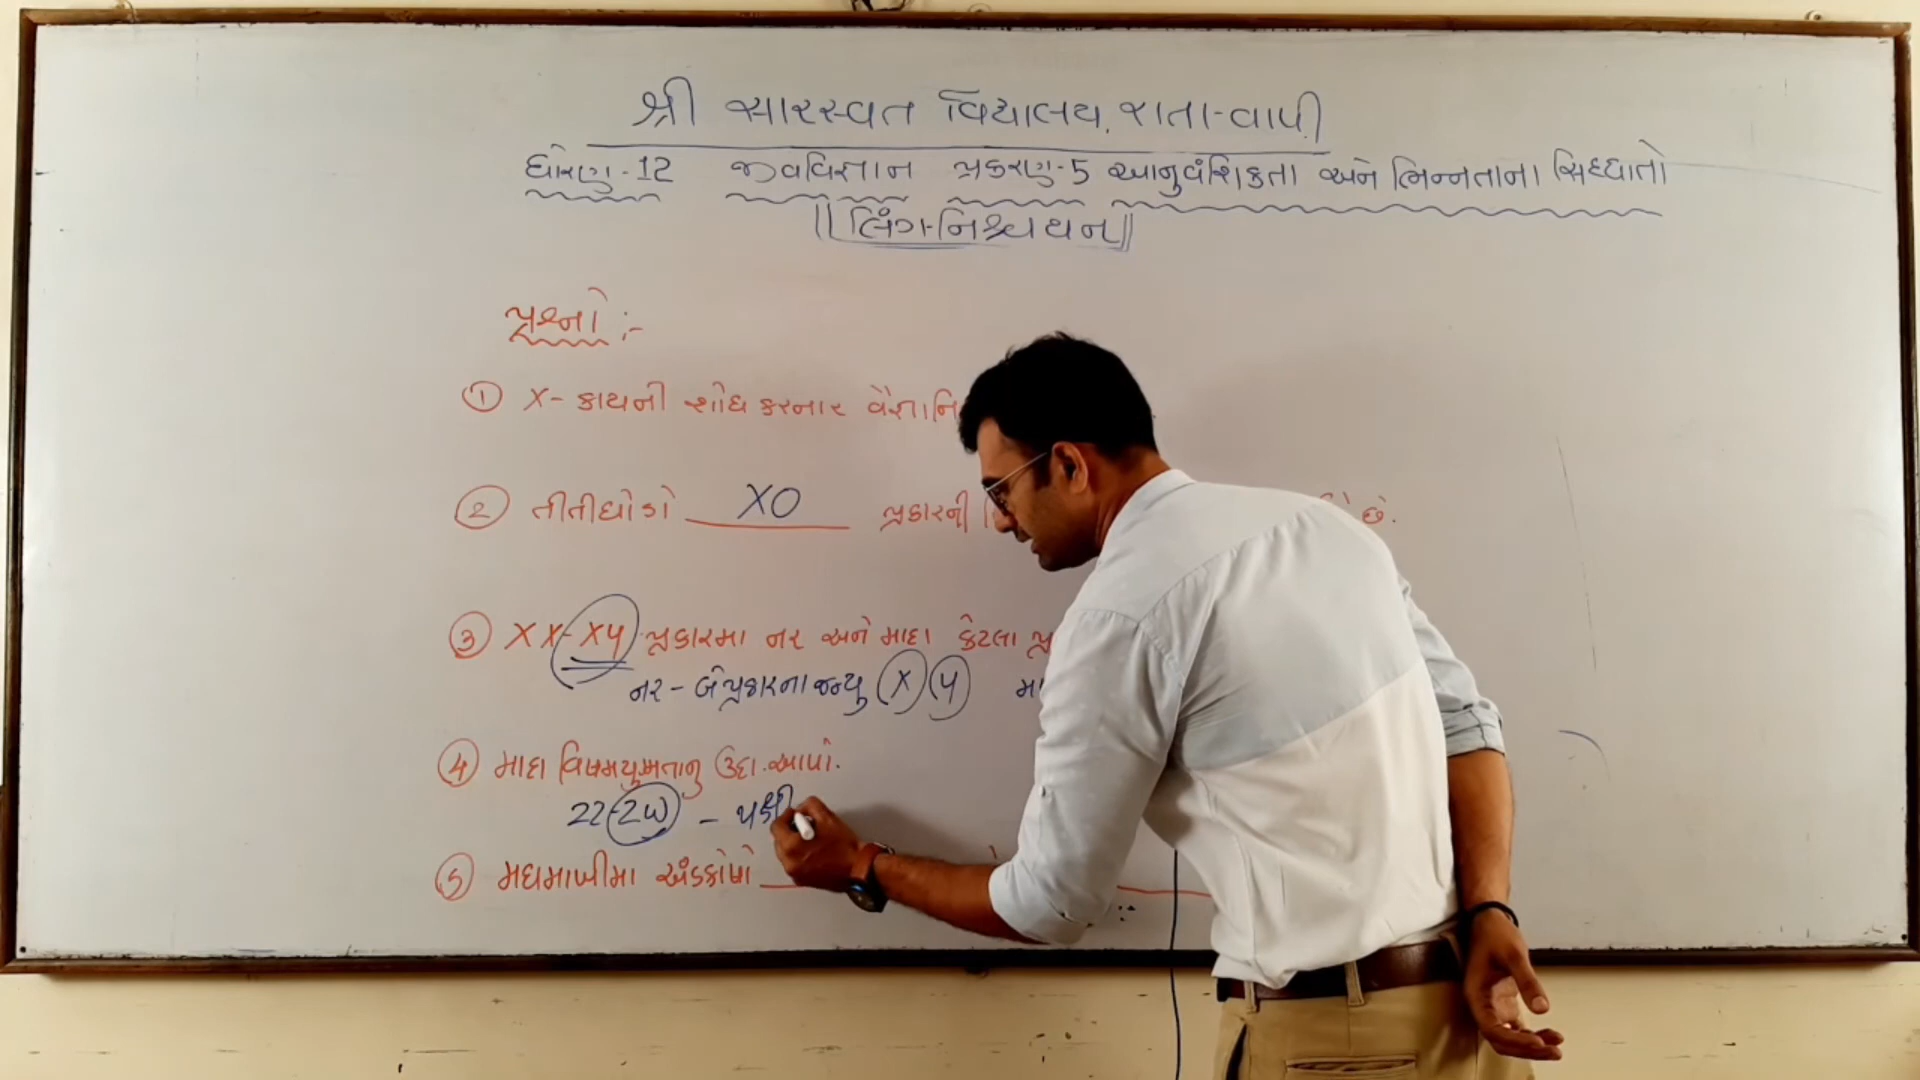 શ્રી સારસ્વત વિદ્યાલય, રાતા-વાપી
ધોરણ-12 જીવવિજ્ઞાન પ્રકરણ-5 આનુવંશિકતા અને ભિન્નતાના સિદ્ધાતો
||લિંગ-નિશ્ચયન||
પ્રશ્નો :-
① X-કાયની શોધ કરનાર
② તીતીઘોડો XO પ્રકારની છે.
③ XX-XY પ્રકારમા નર અને માદા કેટલા
નર - બે પ્રકારના જન્યુ X Y
④ માદા વિષમયુગ્મતાનુ ઉદા. આપો.
ZZ-ZW - પક્ષી
⑤ મધમાખીમા અંડકોષો